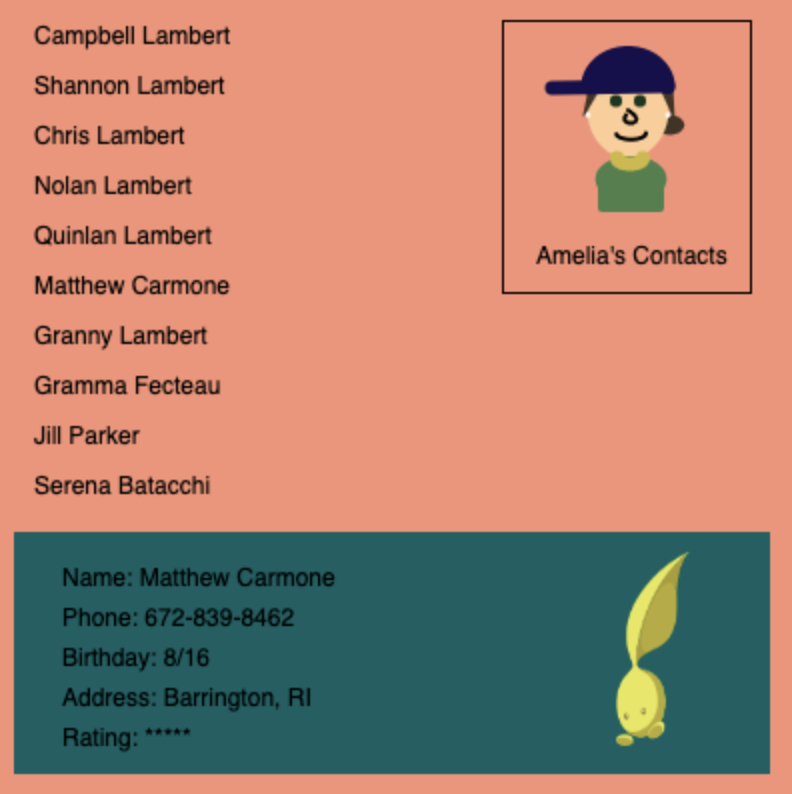 Campbell Lambert
Shannon Lambert
Chris Lambert
Nolan Lambert
Quinlan Lambert
Matthew Carmone
Granny Lambert
Gramma Fecteau
Jill Parker
Serena Batacchi
Amelia's Contacts
Name: Matthew Carmone
Phone: 672-839-8462
Birthday: 8/16
Address: Barrington, RI
Rating: *****